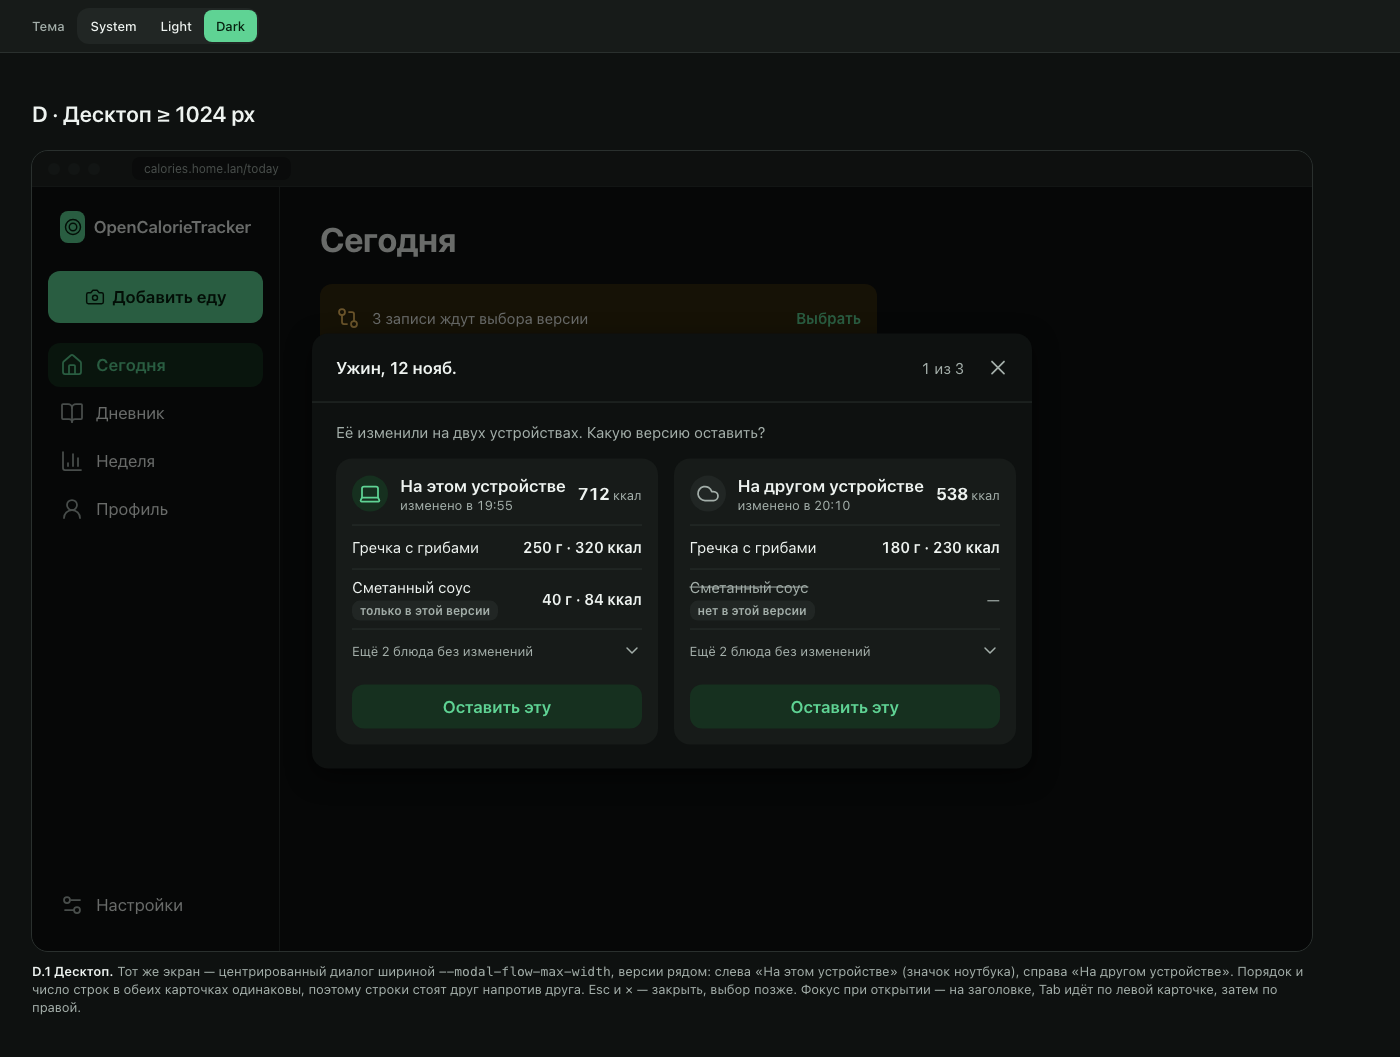 Тема System Light Dark
D · Десктоп ≥ 1024 px
calories.home.lan/today
OpenCalorieTracker
Добавить еду
Сегодня
Дневник
Неделя
Профиль
Настройки
Сегодня
3 записи ждут выбора версии Выбрать
Ужин, 12 нояб. 1 из 3
Её изменили на двух устройствах. Какую версию оставить?
На этом устройстве 712 ккал
изменено в 19:55
Гречка с грибами 250 г · 320 ккал
Сметанный соус 40 г · 84 ккал
только в этой версии
Ещё 2 блюда без изменений
Оставить эту
На другом устройстве 538 ккал
изменено в 20:10
Гречка с грибами 180 г · 230 ккал
Сметанный соус —
нет в этой версии
Ещё 2 блюда без изменений
Оставить эту
D.1 Десктоп. Тот же экран — центрированный диалог шириной --modal-flow-max-width, версии рядом: слева «На этом устройстве» (значок ноутбука), справа «На другом устройстве». Порядок и
число строк в обеих карточках одинаковы, поэтому строки стоят друг напротив друга. Esc и × — закрыть, выбор позже. Фокус при открытии — на заголовке, Tab идёт по левой карточке, затем по
правой.